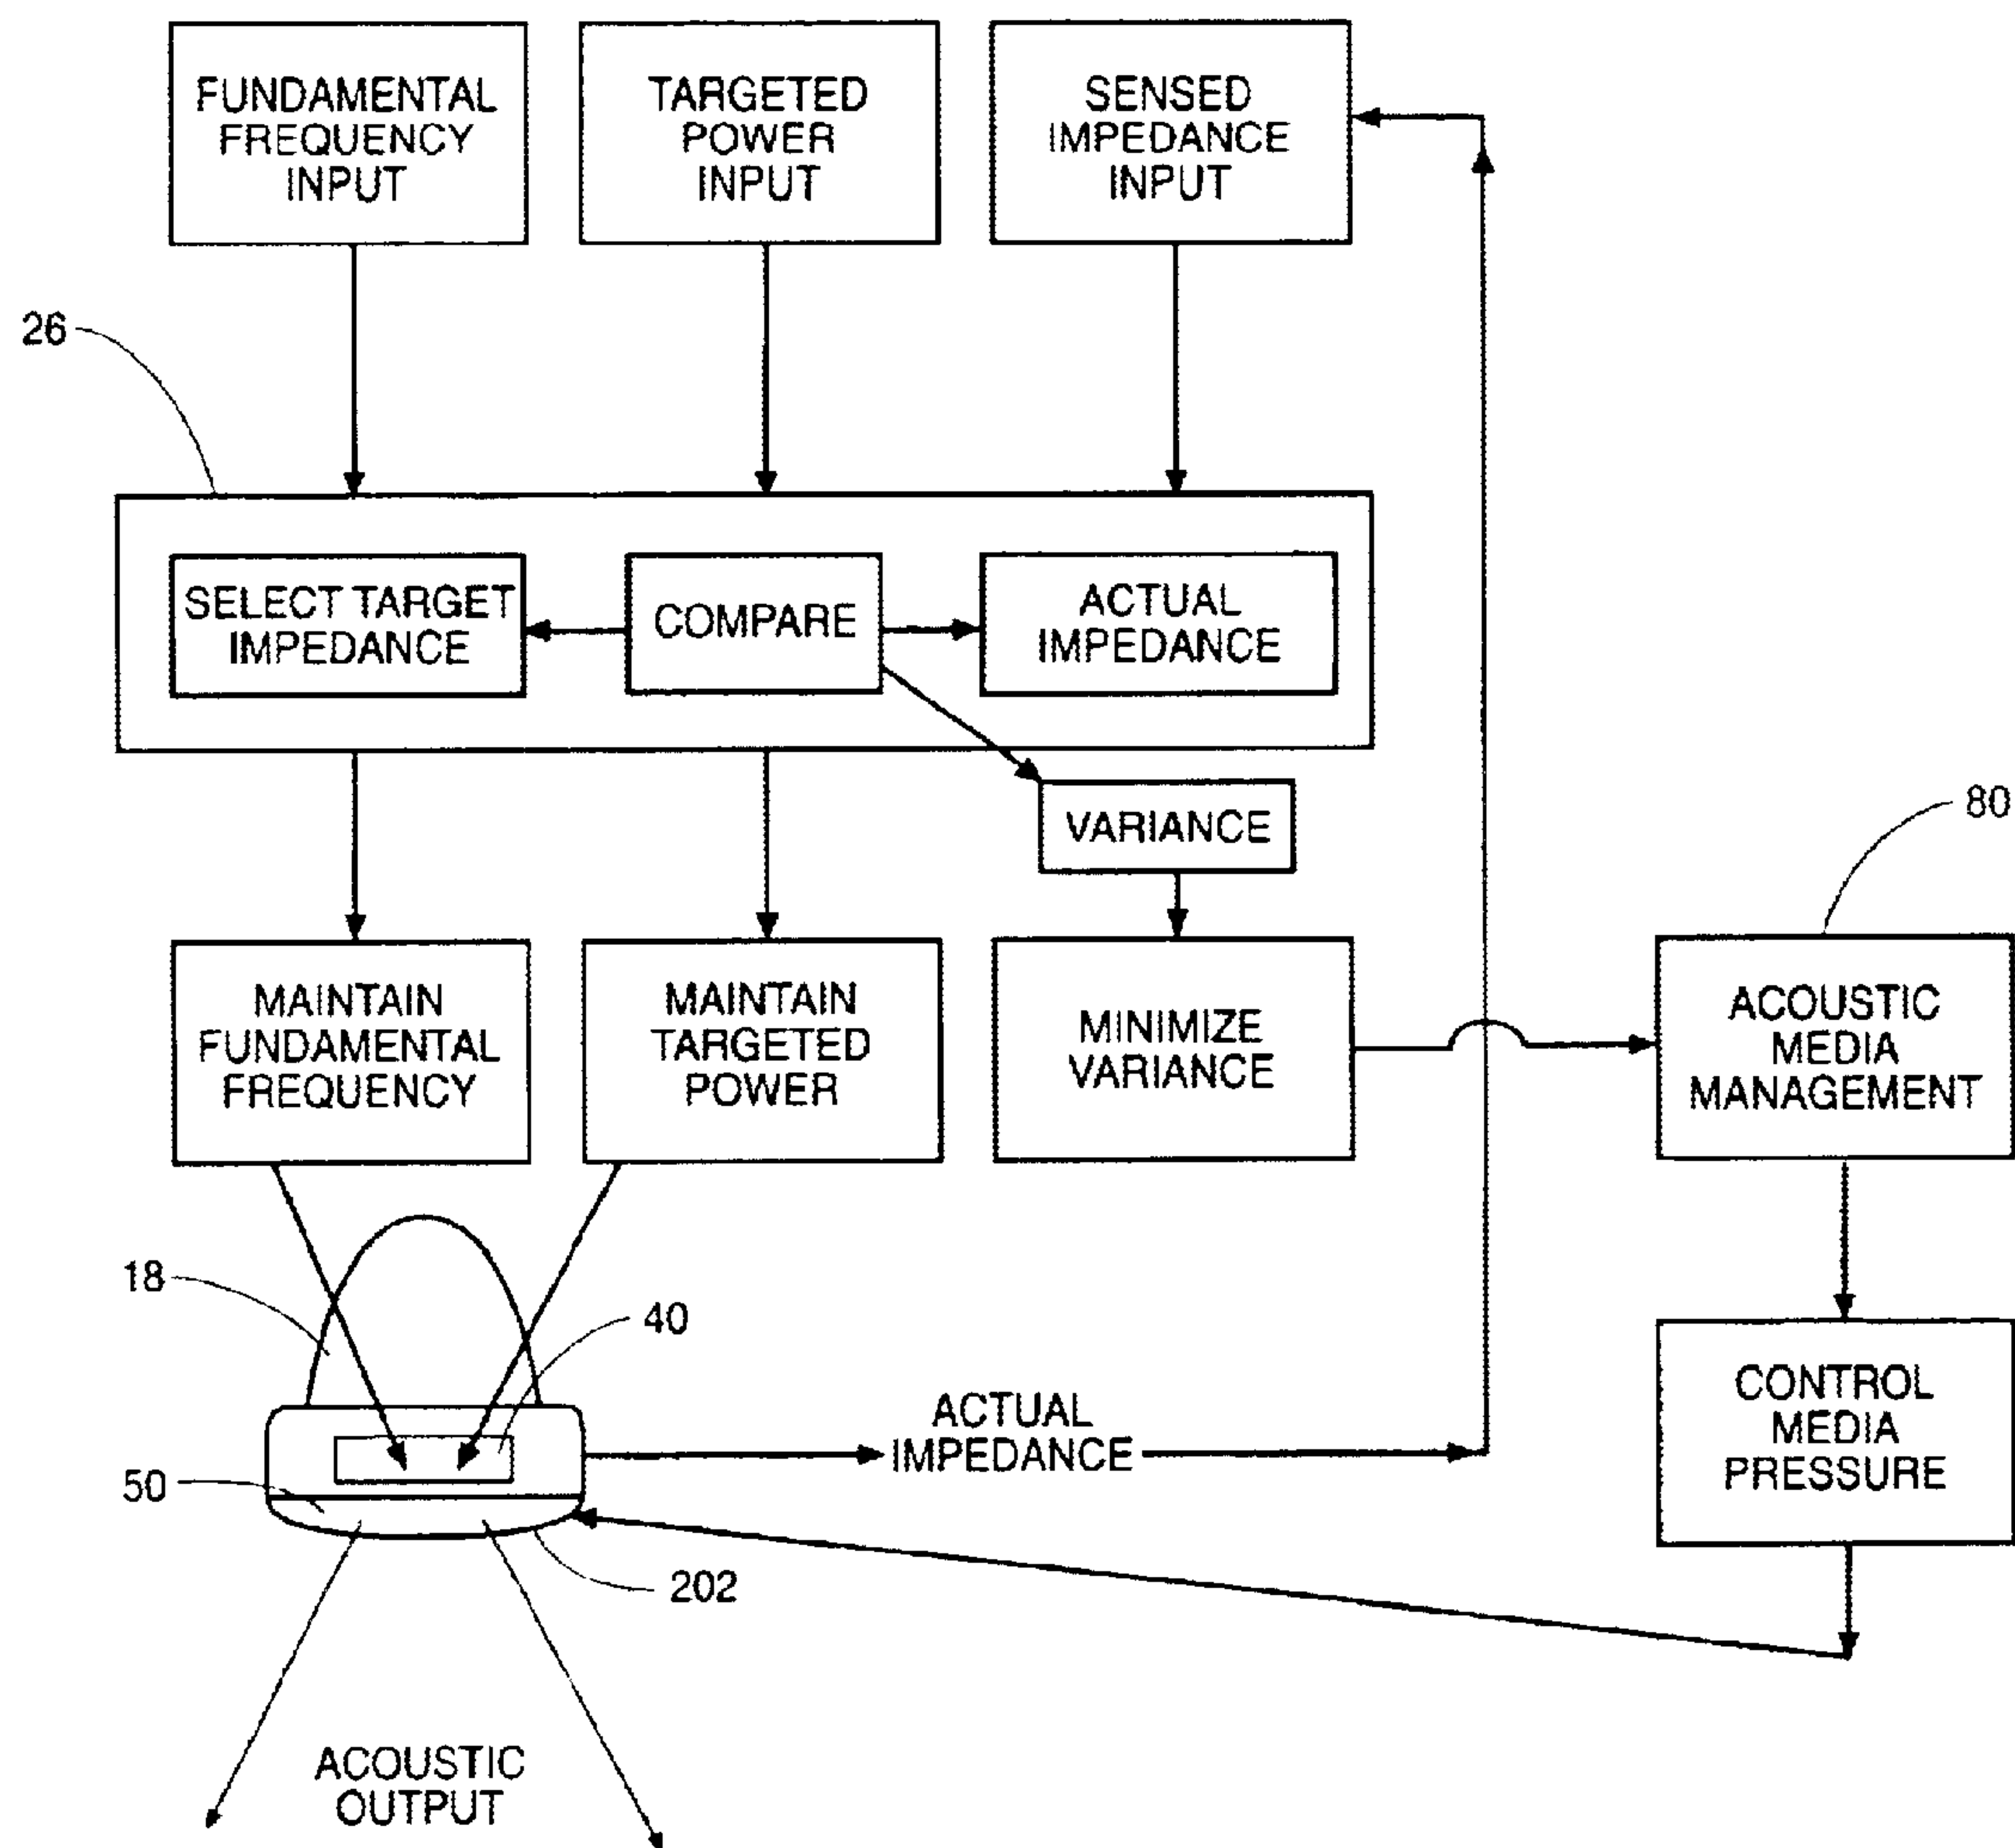 FUNDAMENTAL
FREQUENCY
INPUT
TARGETED
POWER
INPUT
SENSED
IMPEDANCE
INPUT
26
SELECT TARGET
IMPEDANCE
COMPARE
ACTUAL
IMPEDANCE
VARIANCE
80
MAINTAIN
FUNDAMENTAL
FREQUENCY
MAINTAIN
TARGETED
POWER
MINIMIZE
VARIANCE
ACOUSTIC
MEDIA
MANAGEMENT
18
40
ACTUAL
IMPEDANCE
CONTROL
MEDIA
PRESSURE
50
202
ACOUSTIC
OUTPUT